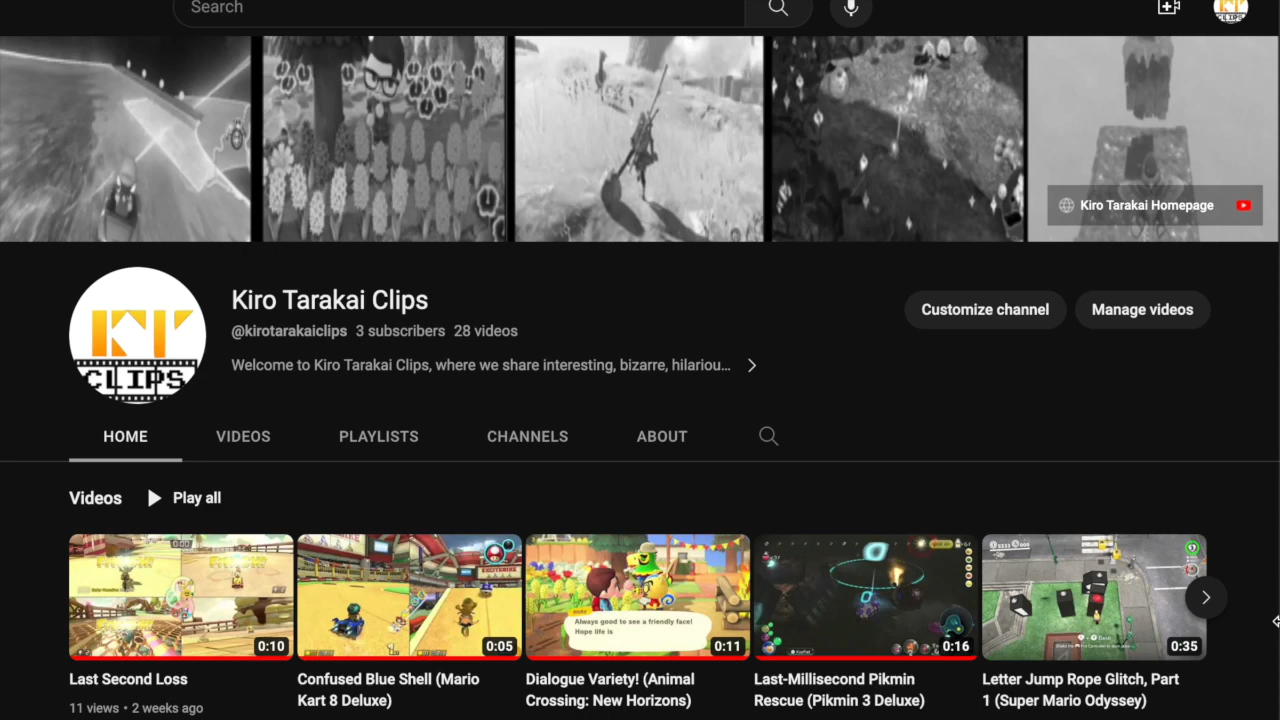 Search
Kiro Tarakai Homepage
KT
CLIPS
Kiro Tarakai Clips
@kirotarakaiclips 3 subscribers 28 videos
Welcome to Kiro Tarakai Clips, where we share interesting, bizarre, hilariou...
Customize channel
Manage videos
HOME
VIDEOS
PLAYLISTS
CHANNELS
ABOUT
Videos
Play all
0:10
EXCITEBIKE
0:05
Always good to see a friendly face!
Hope life is
0:11
0:16
0:35
Last Second Loss
11 views • 2 weeks ago
Confused Blue Shell (Mario
Kart 8 Deluxe)
Dialogue Variety! (Animal
Crossing: New Horizons)
Last-Millisecond Pikmin
Rescue (Pikmin 3 Deluxe)
Letter Jump Rope Glitch, Part
1 (Super Mario Odyssey)